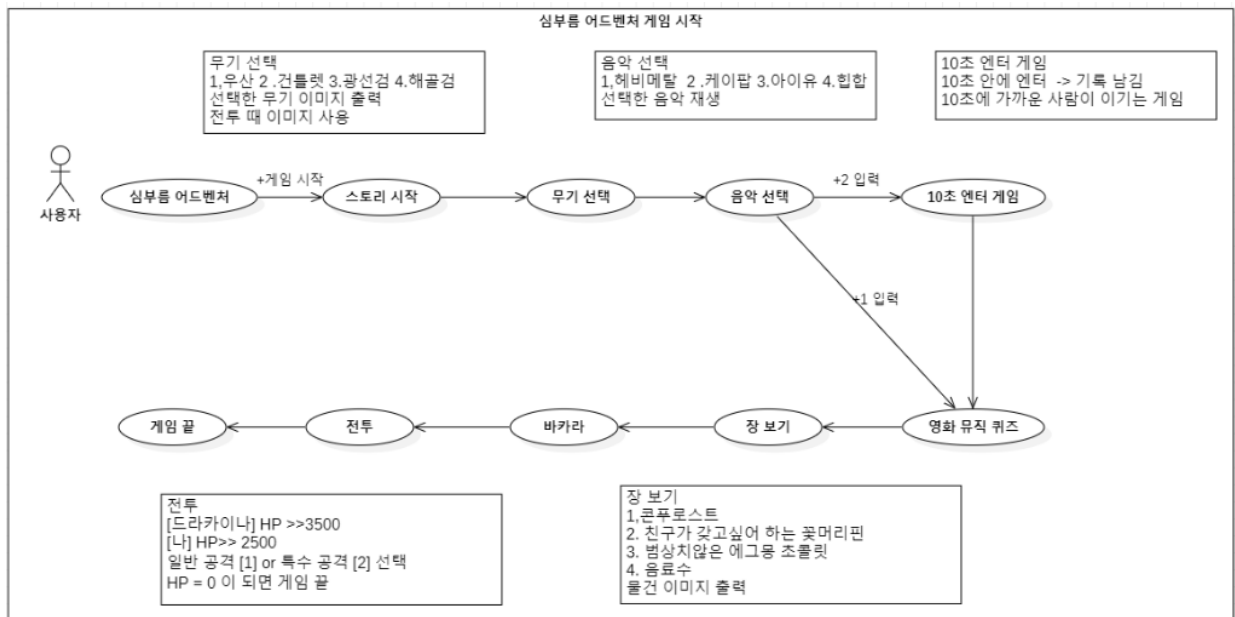 심부름 어드벤처 게임 시작
무기 선택
1,우산 2 .건틀렛 3.광선검 4.해골검
선택한 무기 이미지 출력
전투 때 이미지 사용
음악 선택
1,헤비메탈  2 .케이팝 3.아이유 4.힙합
선택한 음악 재생
10초 엔터 게임
10초 안에 엔터  -> 기록 남김
10초에 가까운 사람이 이기는 게임
사용자
심부름 어드벤처
+게임 시작
스토리 시작
무기 선택
음악 선택
+2 입력
10초 엔터 게임
+1 입력
게임 끝
전투
바카라
장 보기
영화 뮤직 퀴즈
전투
[드라카이나] HP >>3500
[나] HP>> 2500
일반 공격 [1] or 특수 공격 [2] 선택
HP = 0 이 되면 게임 끝
장 보기
1,콘푸로스트
2. 친구가 갖고싶어 하는 꽃머리핀
3. 범상치않은 에그몽 초콜릿
4. 음료수
물건 이미지 출력